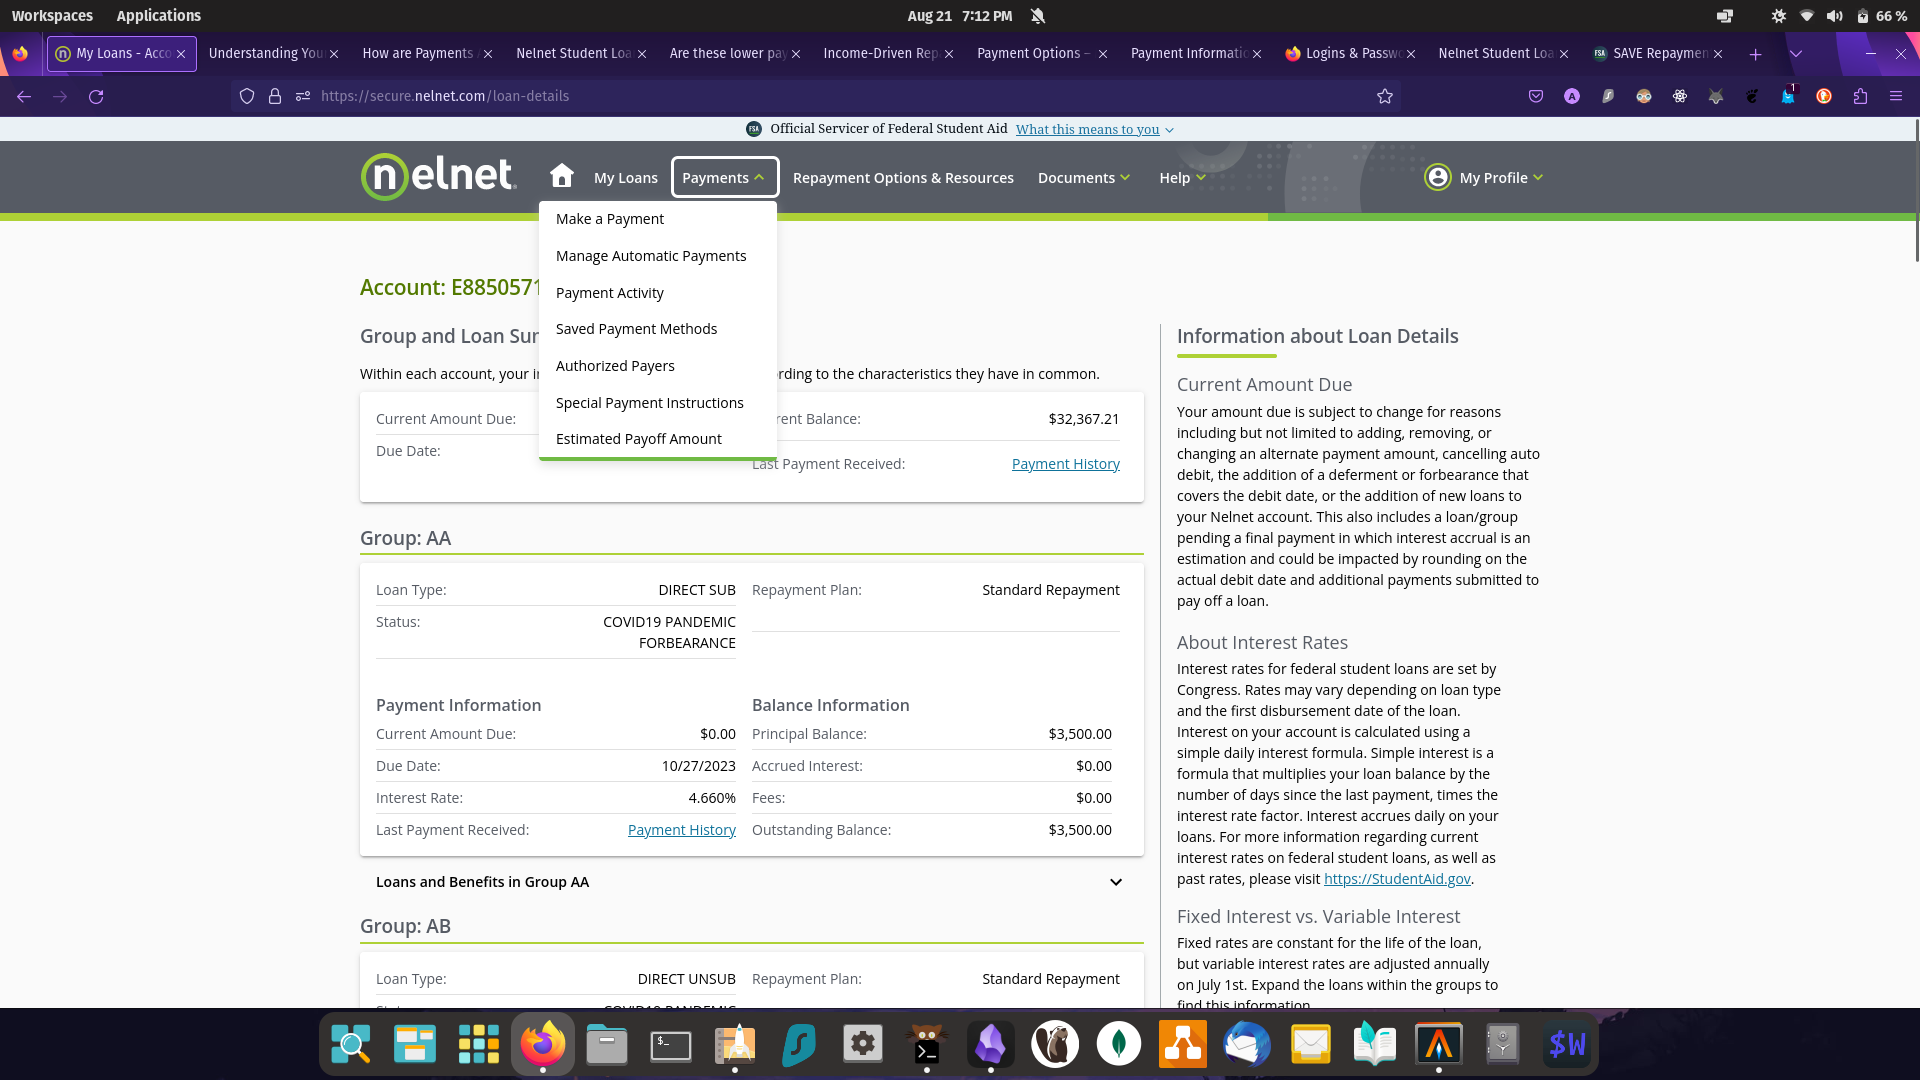 Workspaces Applications Aug 21 7:12 PM 66 %
My Loans - Acco Understanding You How are Payments Nelnet Student Loa Are these lower pay Income-Driven Rep Payment Options – Payment Informatic Logins & Passwo Nelnet Student Loa SAVE Repaymen
https://secure.nelnet.com/loan-details
Official Servicer of Federal Student Aid What this means to you
nelnet My Loans Payments Repayment Options & Resources Documents Help My Profile
Make a Payment
Manage Automatic Payments
Payment Activity
Saved Payment Methods
Authorized Payers
Special Payment Instructions
Estimated Payoff Amount
Account: E8850571
Group and Loan Sur
Within each account, your i rding to the characteristics they have in common.
Current Amount Due:
Due Date:
rent Balance: $32,367.21
Last Payment Received: Payment History
Group: AA
Loan Type: DIRECT SUB
Status: COVID19 PANDEMIC
FORBEARANCE
Repayment Plan: Standard Repayment
Payment Information
Current Amount Due: $0.00
Due Date: 10/27/2023
Interest Rate: 4.660%
Last Payment Received: Payment History
Balance Information
Principal Balance: $3,500.00
Accrued Interest: $0.00
Fees: $0.00
Outstanding Balance: $3,500.00
Loans and Benefits in Group AA
Group: AB
Loan Type: DIRECT UNSUB
Repayment Plan: Standard Repayment
Information about Loan Details
Current Amount Due
Your amount due is subject to change for reasons
including but not limited to adding, removing, or
changing an alternate payment amount, cancelling auto
debit, the addition of a deferment or forbearance that
covers the debit date, or the addition of new loans to
your Nelnet account. This also includes a loan/group
pending a final payment in which interest accrual is an
estimation and could be impacted by rounding on the
actual debit date and additional payments submitted to
pay off a loan.
About Interest Rates
Interest rates for federal student loans are set by
Congress. Rates may vary depending on loan type
and the first disbursement date of the loan.
Interest on your account is calculated using a
simple daily interest formula. Simple interest is a
formula that multiplies your loan balance by the
number of days since the last payment, times the
interest rate factor. Interest accrues daily on your
loans. For more information regarding current
interest rates on federal student loans, as well as
past rates, please visit https://StudentAid.gov.
Fixed Interest vs. Variable Interest
Fixed rates are constant for the life of the loan,
but variable interest rates are adjusted annually
on July 1st. Expand the loans within the groups to
find this information
$W